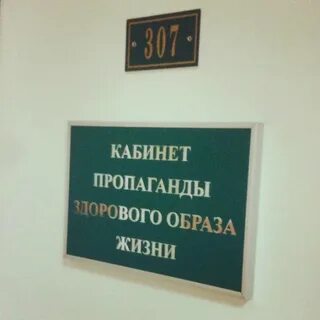 307
КАБИНЕТ
ПРОПАГАНДЫ
ЗДОРОВОГО ОБРАЗА
ЖИЗНИ